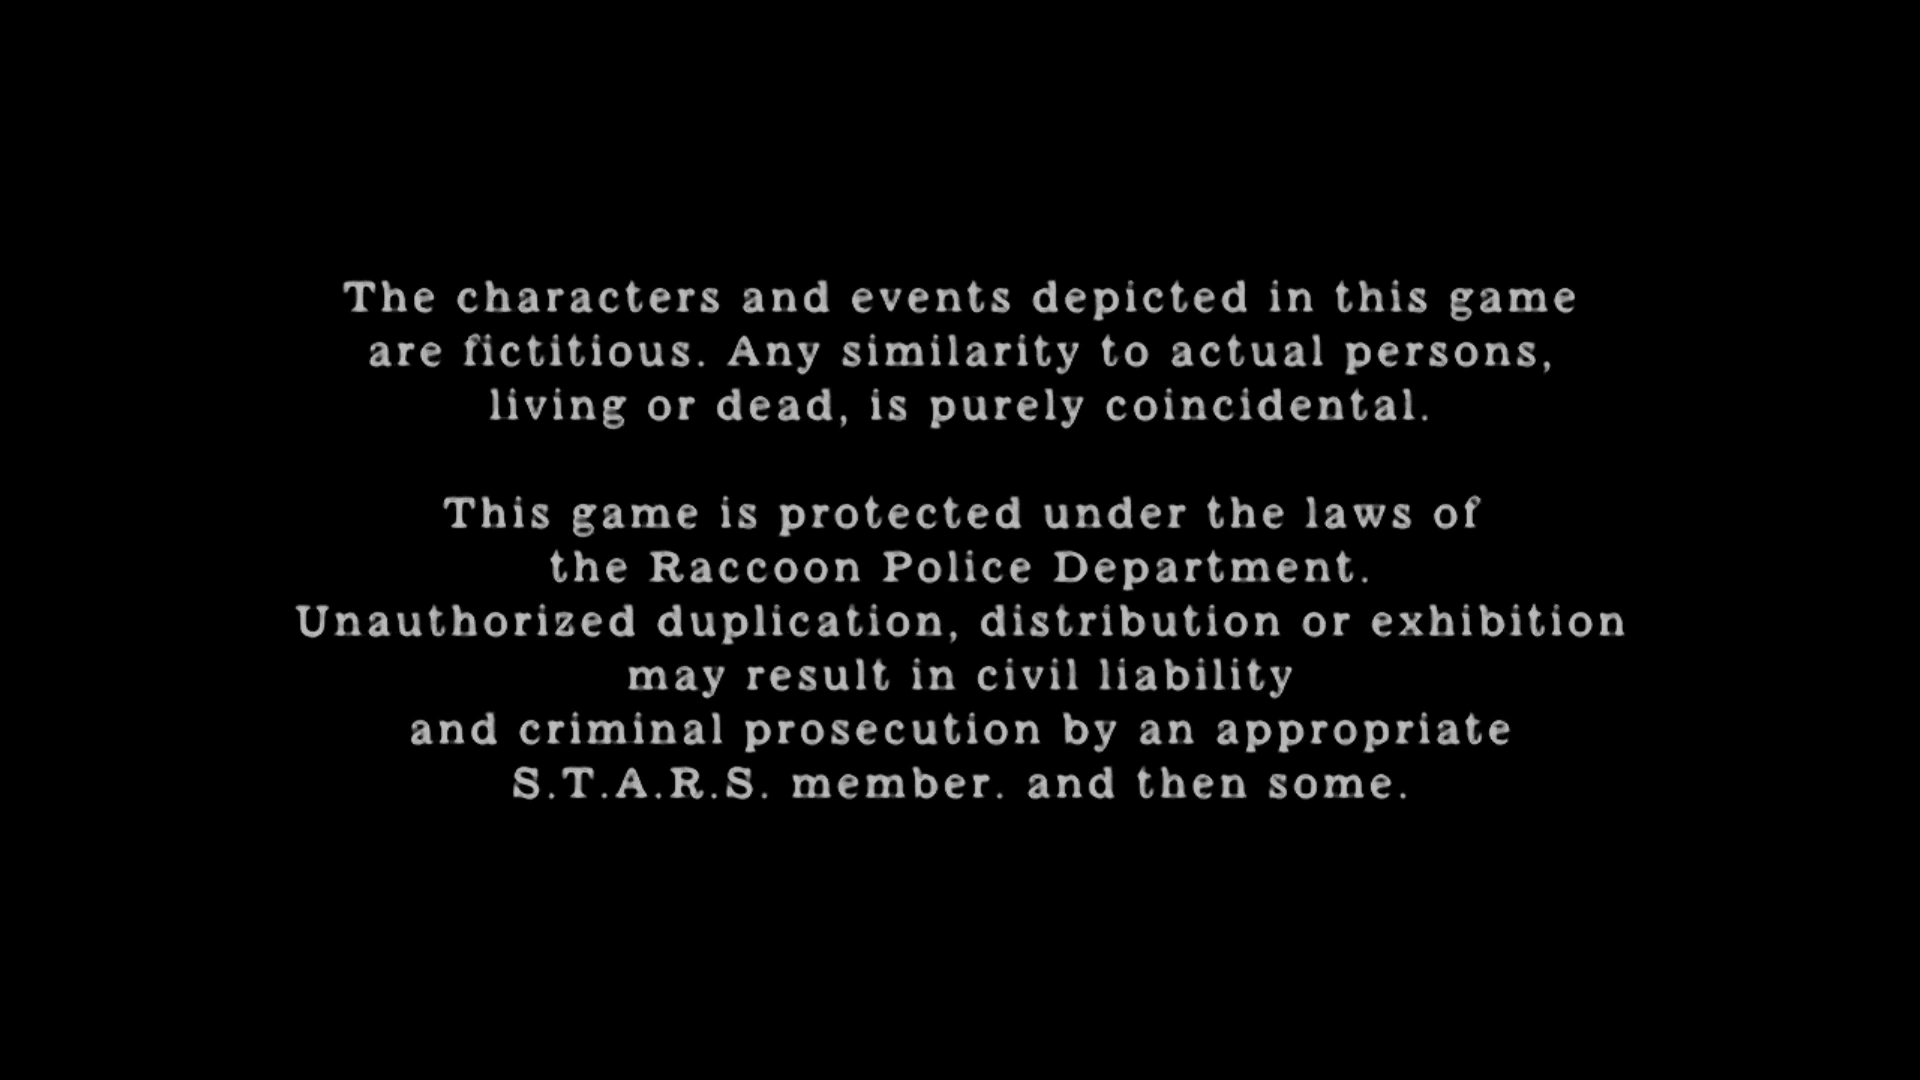 The characters and events depicted in this game
are fictitious. Any similarity to actual persons,
living or dead, is purely coincidental.
This game is protected under the laws of
the Raccoon Police Department.
Unauthorized duplication, distribution or exhibition
may result in civil liability
and criminal prosecution by an appropriate
S.T.A.R.S. member. and then some.